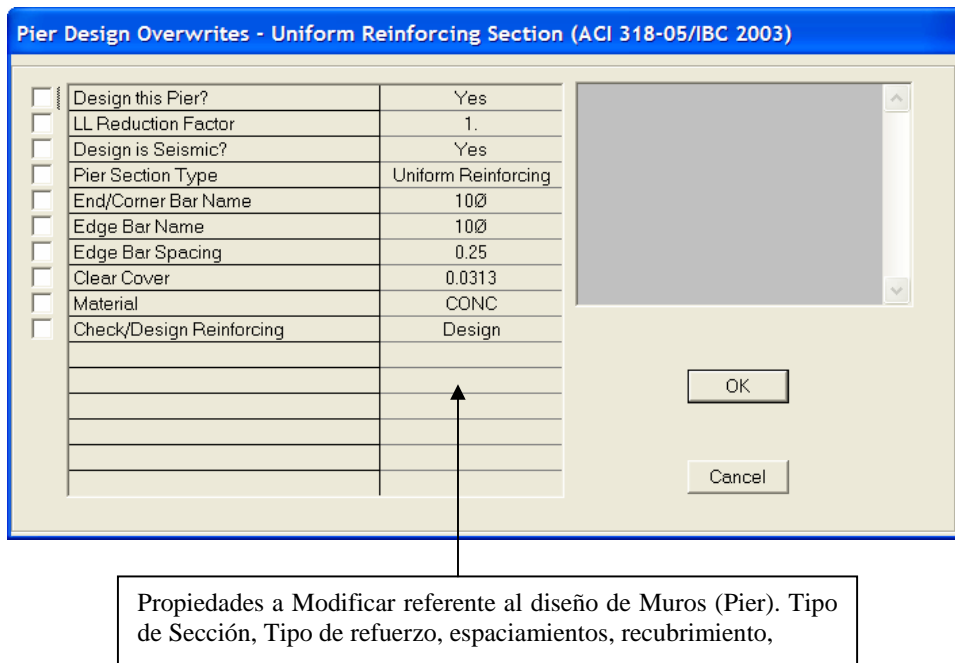 Pier Design Overwrites - Uniform Reinforcing Section (ACI 318-05/IBC 2003)
Design this Pier? Yes
LL Reduction Factor 1.
Design is Seismic? Yes
Pier Section Type Uniform Reinforcing
End/Corner Bar Name 10Ø
Edge Bar Name 10Ø
Edge Bar Spacing 0.25
Clear Cover 0.0313
Material CONC
Check/Design Reinforcing Design
OK
Cancel
Propiedades a Modificar referente al diseño de Muros (Pier). Tipo
de Sección, Tipo de refuerzo, espaciamientos, recubrimiento,